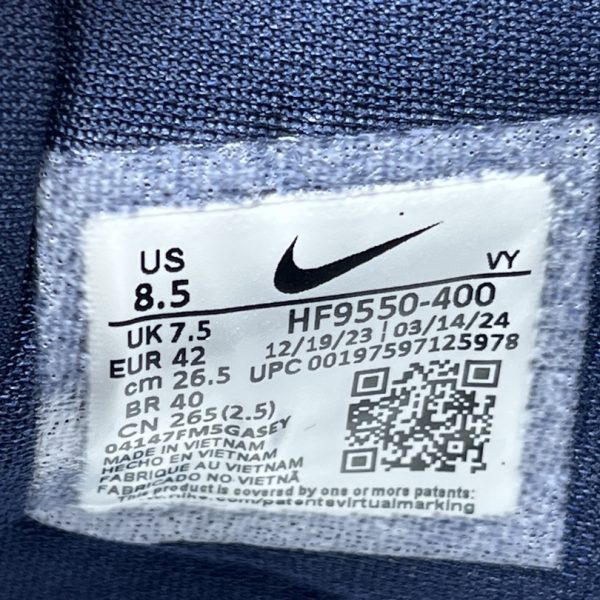 US
8.5
VY
UK 7.5
EUR 42
cm 26.5
BR 40
CN 265(2.5)
HF9550-400
12/19/23 | 03/14/24
UPC 00197597125978
04147FM5GASEY
MADE IN VIETNAM
HECHO EN VIETNAM
FABRIQUE AU VIETNAM
FABRICADO NO VIETNÃ
This product is covered by one or more patents:
patentsvirtualmarking